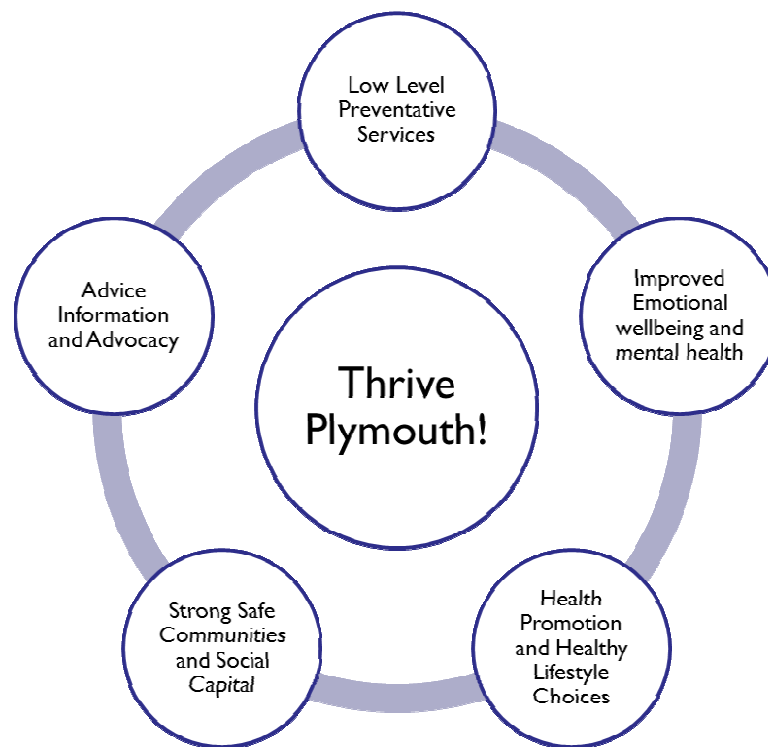 Low Level
Preventative
Services
Improved
Emotional
wellbeing and
mental health
Health
Promotion
and Healthy
Lifestyle
Choices
Strong Safe
Communities
and Social
Capital
Advice
Information
and Advocacy
Thrive
Plymouth!